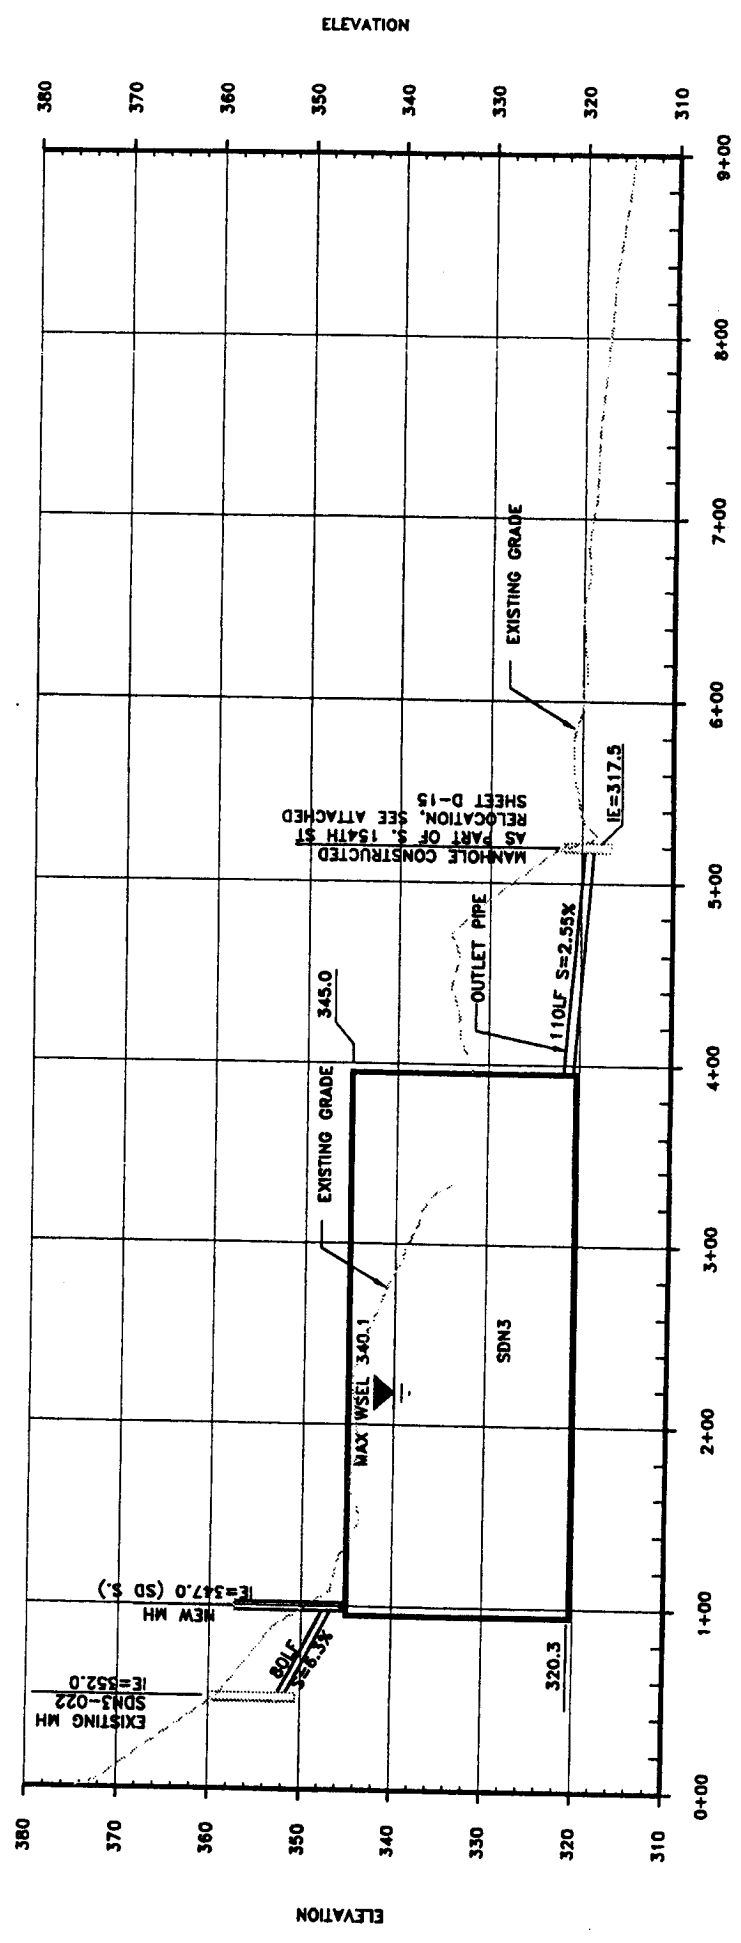 ELEVATION
380
370
360
350
340
330
320
310
9+00
8+00
7+00
6+00
5+00
4+00
3+00
2+00
1+00
0+00
EXISTING GRADE
IE=317.5
MANHOLE CONSTRUCTED
AS PART OF S. 154TH ST
RELOCATION, SEE ATTACHED
SHEET D-15
OUTLET PIPE
110LF S=2.55%
345.0
EXISTING GRADE
MAX WSEL 340.1
SDN3
NEW MH
IE=347.0 (SD S.)
80LF
S=6.3%
320.3
EXISTING MH
SDN3-022
IE=352.0
380
370
360
350
340
330
320
310
ELEVATION